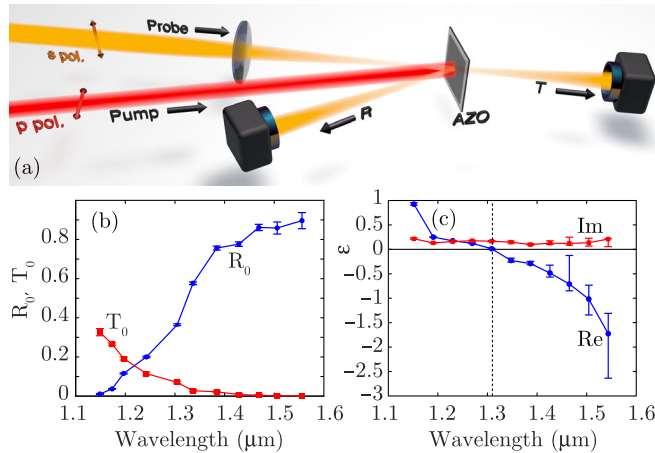 Probe
s pol.
p pol.
Pump
R
AZO
T
(a)
(b)
(c)
R₀, T₀
0.8
0.6
0.4
0.2
0
T₀
R₀
1.1 1.2 1.3 1.4 1.5 1.6
Wavelength (μm)
ε
1
0.5
0
−0.5
−1
−1.5
−2
−2.5
−3
Im
Re
1.1 1.2 1.3 1.4 1.5 1.6
Wavelength (μm)